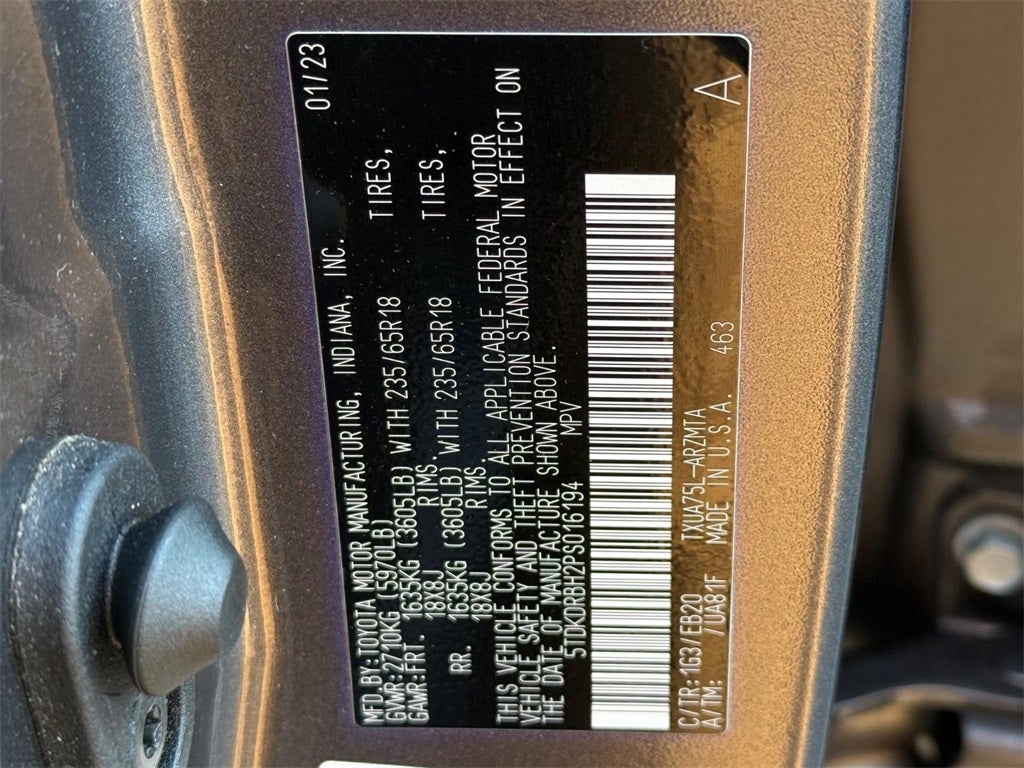 MFD.BY:TOYOTA MOTOR MANUFACTURING, INDIANA, INC. 01/23
GVWR:2710KG (5970LB)
GAWR:FRT. 1635KG (3605LB) WITH 235/65R18 TIRES,
18X8J RIMS
RR. 1635KG (3605LB) WITH 235/65R18 TIRES,
18X8J RIMS.
THIS VEHICLE CONFORMS TO ALL APPLICABLE FEDERAL MOTOR
VEHICLE SAFETY AND THEFT PREVENTION STANDARDS IN EFFECT ON
THE DATE OF MANUFACTURE SHOWN ABOVE.
5TDKDRBH2PS016194 MPV
C/TR:1G3/EB20 TXUA75L-ARZMTA A
A/TM: /UA81F MADE IN U.S.A. 463